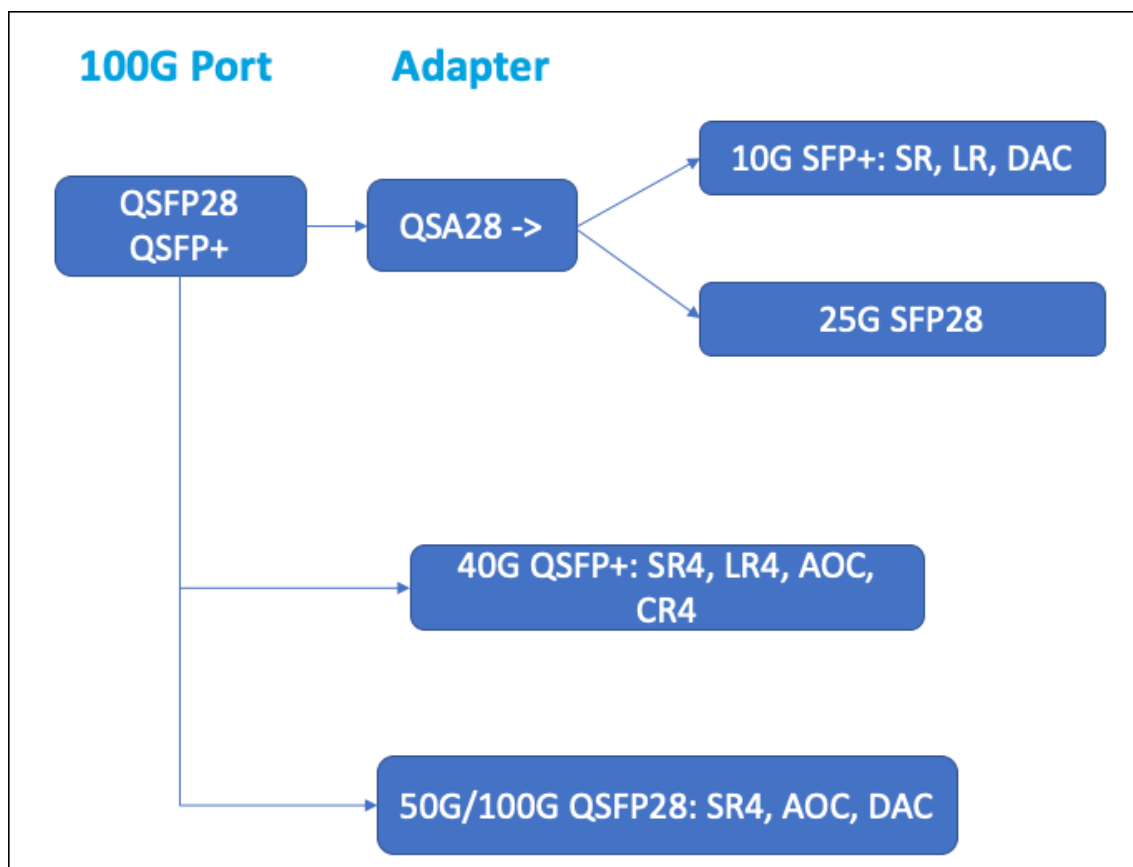 100G Port
Adapter
10G SFP+: SR, LR, DAC
QSFP28
QSFP+
QSA28 ->
25G SFP28
40G QSFP+: SR4, LR4, AOC,
CR4
50G/100G QSFP28: SR4, AOC, DAC